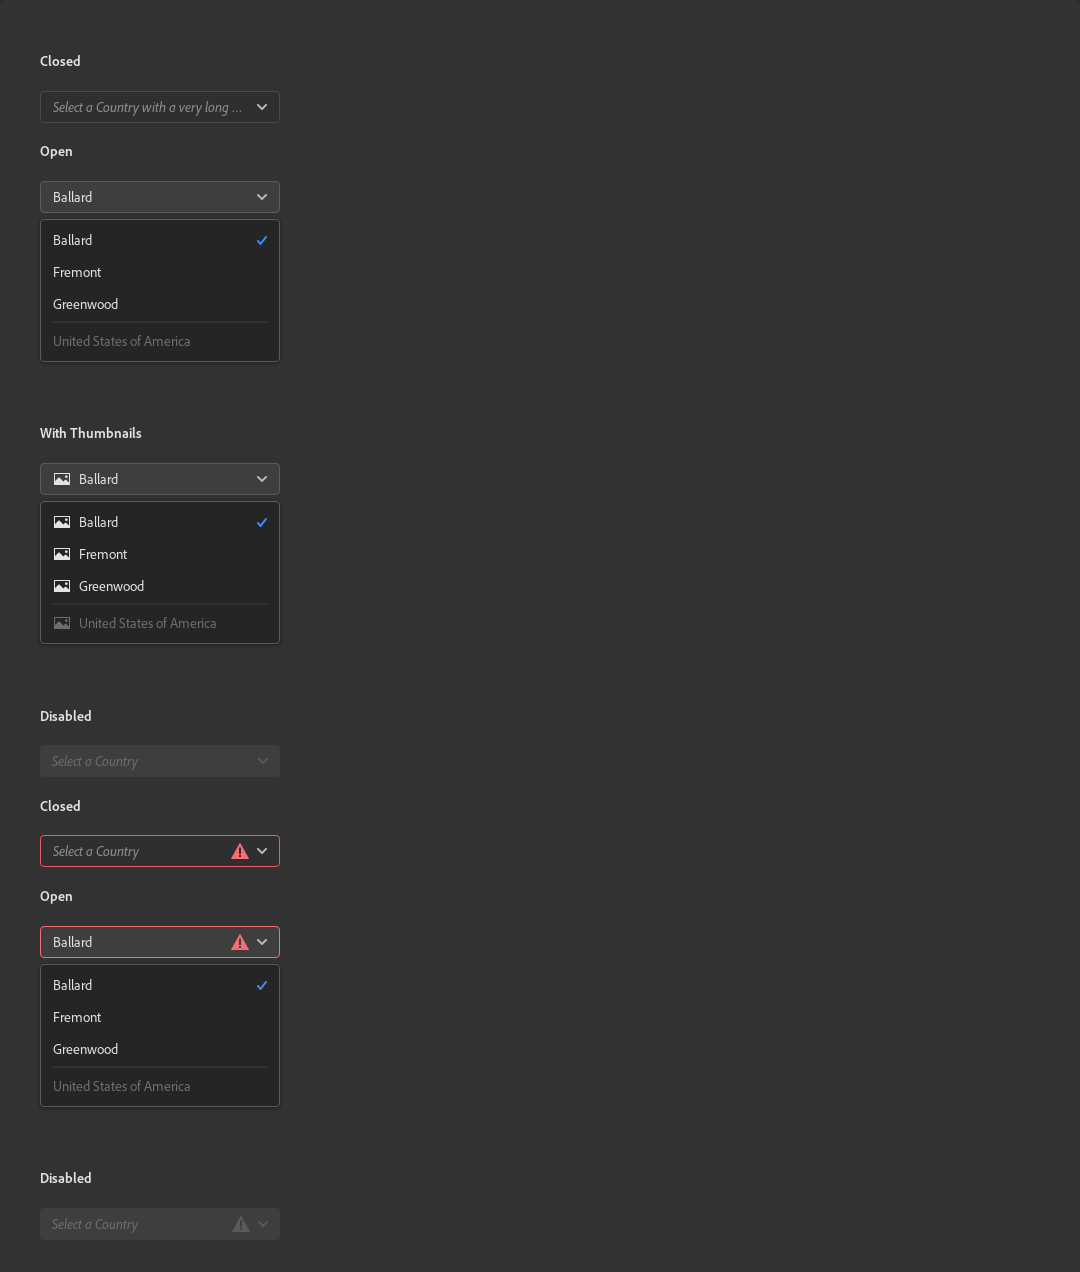 Closed
Select a Country with a very long ...
Open
Ballard
Ballard
Fremont
Greenwood
United States of America
With Thumbnails
Ballard
Ballard
Fremont
Greenwood
United States of America
Disabled
Select a Country
Closed
Select a Country
Open
Ballard
Ballard
Fremont
Greenwood
United States of America
Disabled
Select a Country